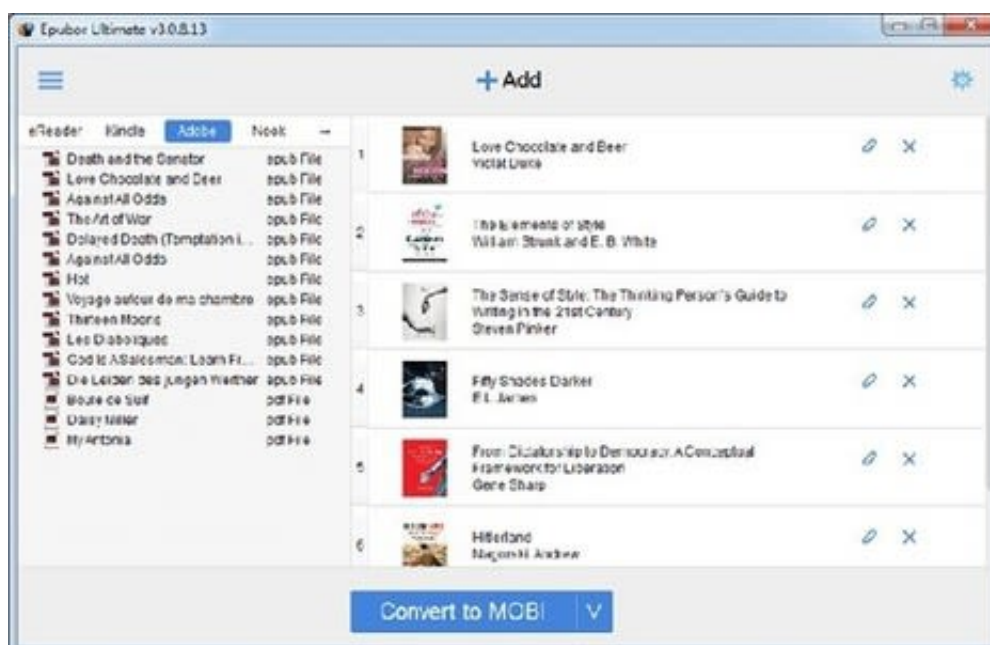 Epubor Ultimate v3.0.8.13
+ Add
eReader Kindle Adobe Nook
Death and the Senator epub File
Love Chocolate and Beer epub File
Against All Odds epub File
The Art of War epub File
Delayed Death (Temptation i... epub File
Against All Odds epub File
Hot epub File
Voyage autour de ma chambre epub File
Thirteen Moons epub File
Les Diaboliques epub File
God Is A Salesman: Learn Fr... epub File
Die Leiden des jungen Werther epub File
Boule de Suif pdf File
Daisy Miller pdf File
My Antonia pdf File
1
Love Chocolate and Beer
Violet Duke
2
The Elements of Style
William Strunk and E. B. White
3
The Sense of Style: The Thinking Person's Guide to
Writing in the 21st Century
Steven Pinker
4
Fifty Shades Darker
E L James
5
From Dictatorship to Democracy: A Conceptual
Framework for Liberation
Gene Sharp
6
Hitlerland
Nagorski Andrew
Convert to MOBI V